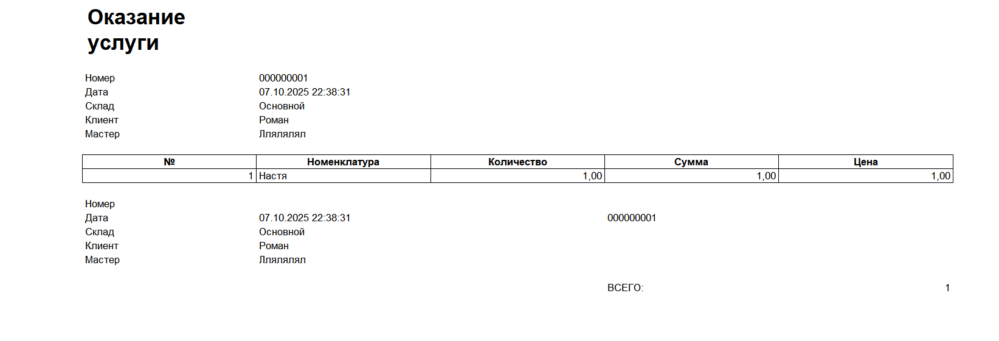 Оказание
услуги
Номер 000000001
Дата 07.10.2025 22:38:31
Склад Основной
Клиент Роман
Мастер Ллялялял
№ Номенклатура Количество Сумма Цена
1 Настя 1,00 1,00 1,00
Номер
Дата 07.10.2025 22:38:31 000000001
Склад Основной
Клиент Роман
Мастер Ллялялял
ВСЕГО: 1